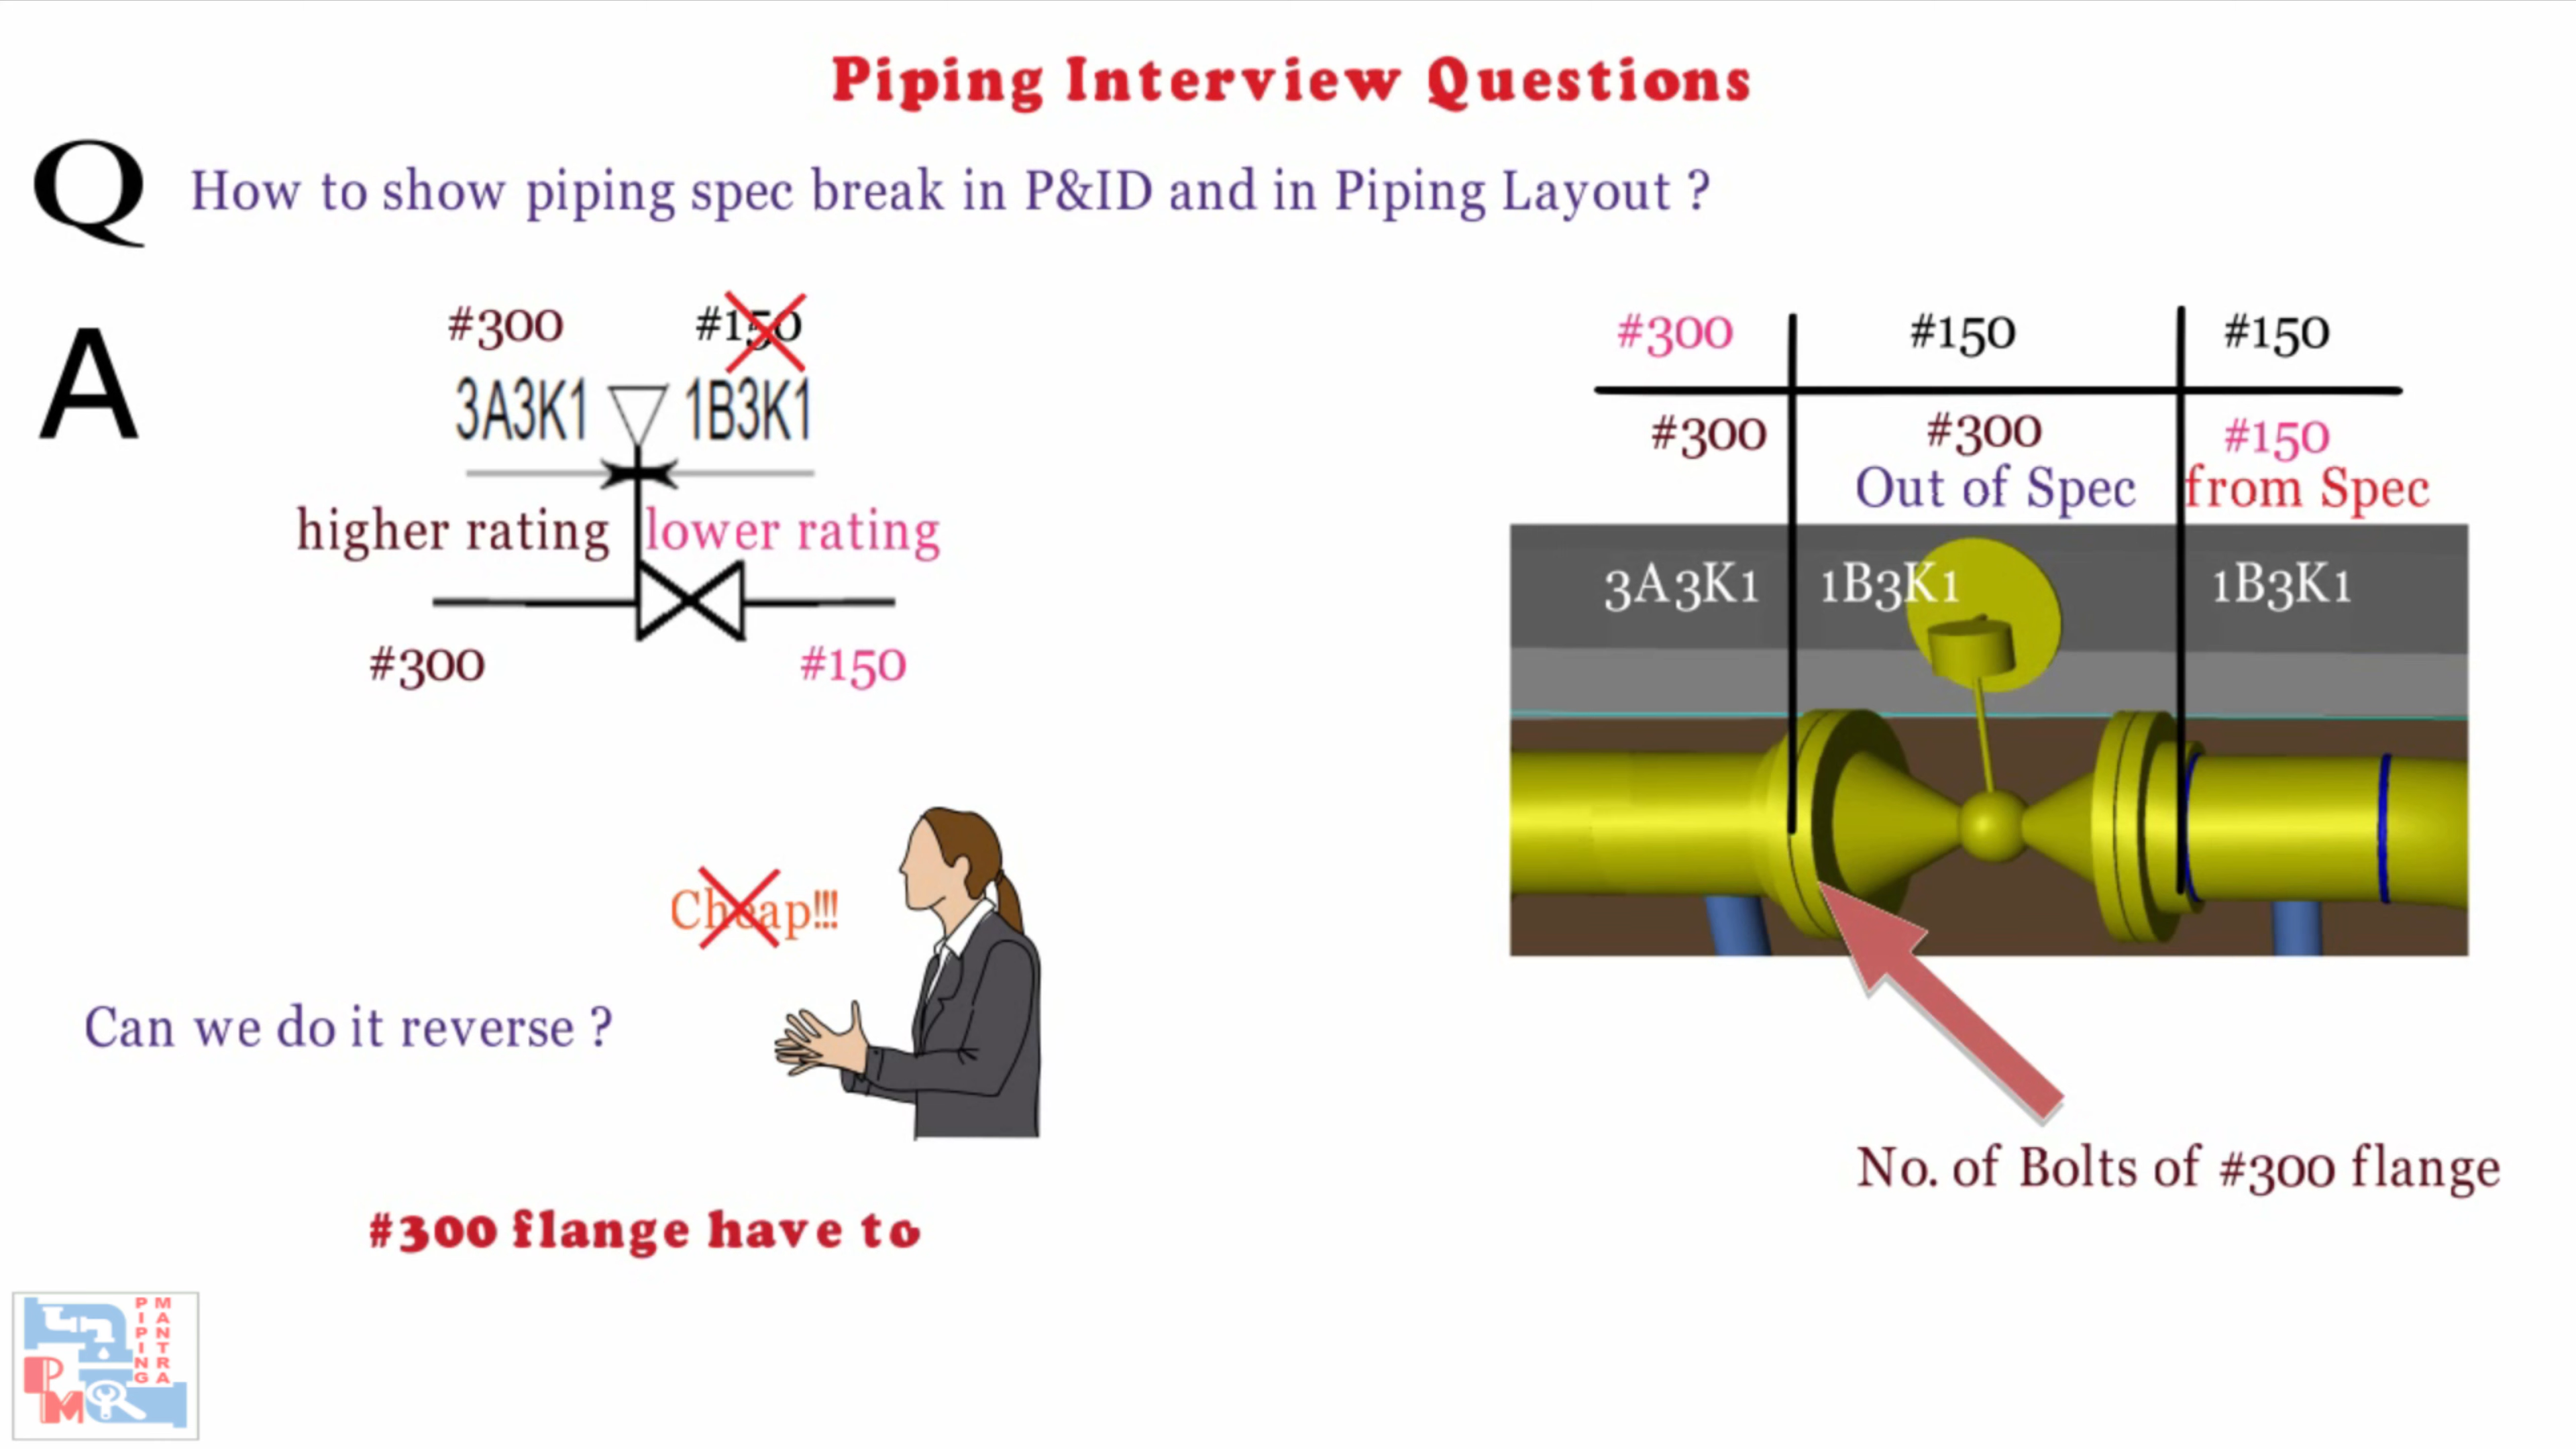 Piping Interview Questions
Q How to show piping spec break in P&ID and in Piping Layout ?
A
#300 #150
3A3K1 1B3K1
higher rating lower rating
#300 #150
#300 #150 #150
#300 #300 #150
Out of Spec from Spec
3A3K1 1B3K1 1B3K1
Cheap!!!
Can we do it reverse ?
No. of Bolts of #300 flange
#300 flange have to
PIPING MANTRA
PM